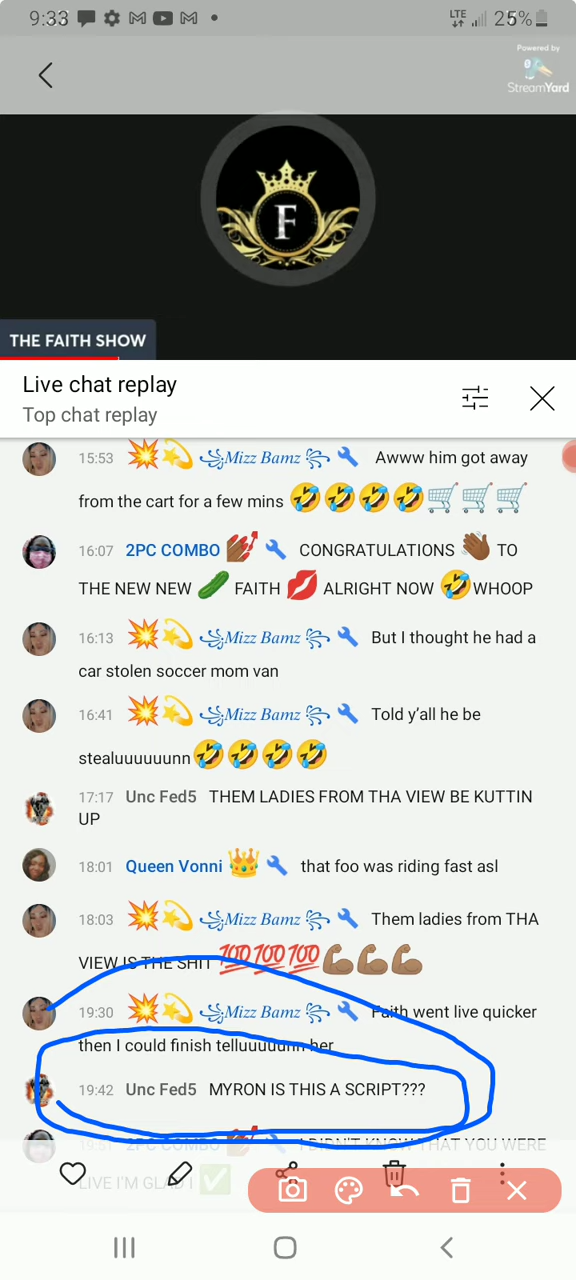 9:33 LTE 25%
Powered by
StreamYard
F
THE FAITH SHOW
Live chat replay
Top chat replay
15:53 💥💫꧁Mizz Bamz꧂🔧 Awww him got away
from the cart for a few mins 🤣🤣🤣🤣🛒🛒🛒
16:07 2PC COMBO 💅🏾🔧 CONGRATULATIONS 👋🏾 TO
THE NEW NEW 🥒 FAITH 💋 ALRIGHT NOW 🤣WHOOP
16:13 💥💫꧁Mizz Bamz꧂🔧 But I thought he had a
car stolen soccer mom van
16:41 💥💫꧁Mizz Bamz꧂🔧 Told y'all he be
stealuuuuuunn🤣🤣🤣🤣
17:17 Unc Fed5 THEM LADIES FROM THA VIEW BE KUTTIN
UP
18:01 Queen Vonni 👑🔧 that foo was riding fast asl
18:03 💥💫꧁Mizz Bamz꧂🔧 Them ladies from THA
VIEW IS THE SHIT 💯💯💯💪🏽💪🏽💪🏽
19:30 💥💫꧁Mizz Bamz꧂🔧 Faith went live quicker
then I could finish telluuuuunn her
19:42 Unc Fed5 MYRON IS THIS A SCRIPT???
2PC COMBO 💅🏾 I DIDN'T KNOW THAT YOU WERE
LIVE I'M GLAD I ✅